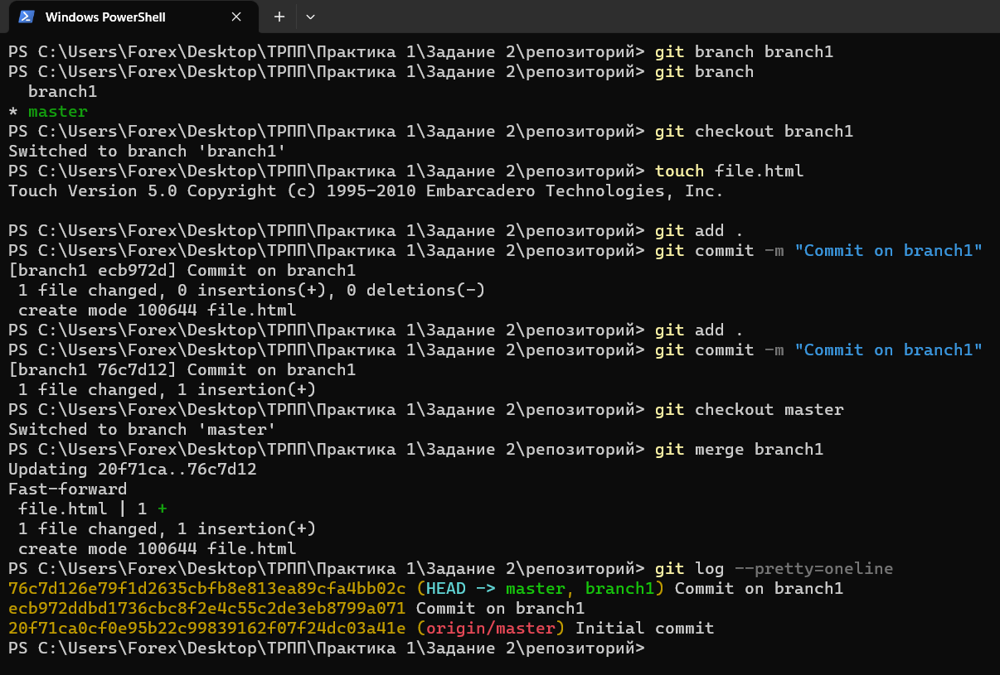 Windows PowerShell
PS C:\Users\Forex\Desktop\ТРПП\Практика 1\Задание 2\репозиторий> git branch branch1
PS C:\Users\Forex\Desktop\ТРПП\Практика 1\Задание 2\репозиторий> git branch
  branch1
* master
PS C:\Users\Forex\Desktop\ТРПП\Практика 1\Задание 2\репозиторий> git checkout branch1
Switched to branch 'branch1'
PS C:\Users\Forex\Desktop\ТРПП\Практика 1\Задание 2\репозиторий> touch file.html
Touch Version 5.0 Copyright (c) 1995-2010 Embarcadero Technologies, Inc.
PS C:\Users\Forex\Desktop\ТРПП\Практика 1\Задание 2\репозиторий> git add .
PS C:\Users\Forex\Desktop\ТРПП\Практика 1\Задание 2\репозиторий> git commit -m "Commit on branch1"
[branch1 ecb972d] Commit on branch1
 1 file changed, 0 insertions(+), 0 deletions(-)
 create mode 100644 file.html
PS C:\Users\Forex\Desktop\ТРПП\Практика 1\Задание 2\репозиторий> git add .
PS C:\Users\Forex\Desktop\ТРПП\Практика 1\Задание 2\репозиторий> git commit -m "Commit on branch1"
[branch1 76c7d12] Commit on branch1
 1 file changed, 1 insertion(+)
PS C:\Users\Forex\Desktop\ТРПП\Практика 1\Задание 2\репозиторий> git checkout master
Switched to branch 'master'
PS C:\Users\Forex\Desktop\ТРПП\Практика 1\Задание 2\репозиторий> git merge branch1
Updating 20f71ca..76c7d12
Fast-forward
 file.html | 1 +
 1 file changed, 1 insertion(+)
 create mode 100644 file.html
PS C:\Users\Forex\Desktop\ТРПП\Практика 1\Задание 2\репозиторий> git log --pretty=oneline
76c7d126e79f1d2635cbfb8e813ea89cfa4bb02c (HEAD -> master, branch1) Commit on branch1
ecb972ddbd1736cbc8f2e4c55c2de3eb8799a071 Commit on branch1
20f71ca0cf0e95b22c99839162f07f24dc03a41e (origin/master) Initial commit
PS C:\Users\Forex\Desktop\ТРПП\Практика 1\Задание 2\репозиторий>